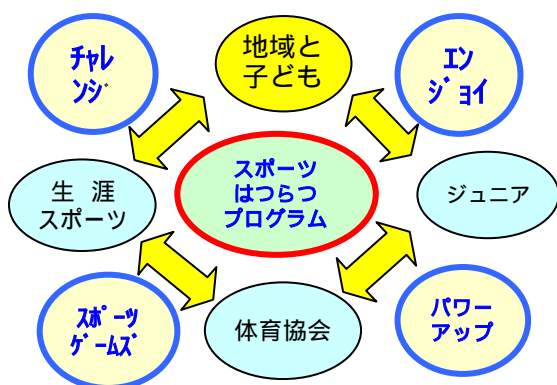 ﾁｬﾚ
ﾝｼﾞ
地域と
子ども
ｴﾝ
ｼﾞｮｲ
生 涯
スポーツ
スポーツ
はつらつ
プログラム
ジュニア
ｽﾎﾟｰﾂ
ｹﾞｰﾑｽﾞ
体育協会
パワー
アップ